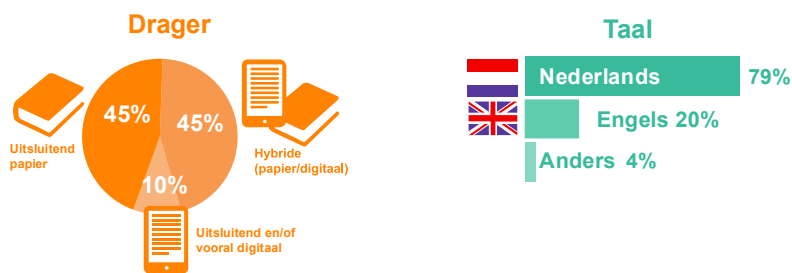 Drager
45%
45%
10%
Uitsluitend
papier
Hybride
(papier/digitaal)
Uitsluitend en/of
vooral digitaal
Taal
Nederlands 79%
Engels 20%
Anders 4%